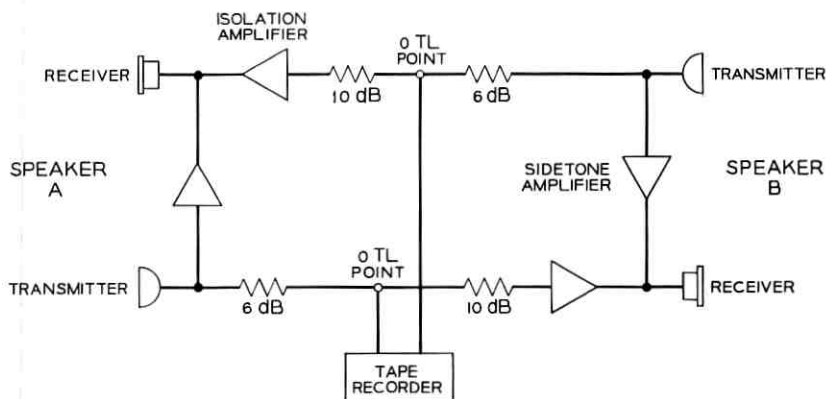 ISOLATION
AMPLIFIER
0 TL
POINT
RECEIVER
TRANSMITTER
10 dB
6 dB
SPEAKER
A
SIDETONE
AMPLIFIER
SPEAKER
B
0 TL
POINT
TRANSMITTER
RECEIVER
6 dB
10 dB
TAPE
RECORDER